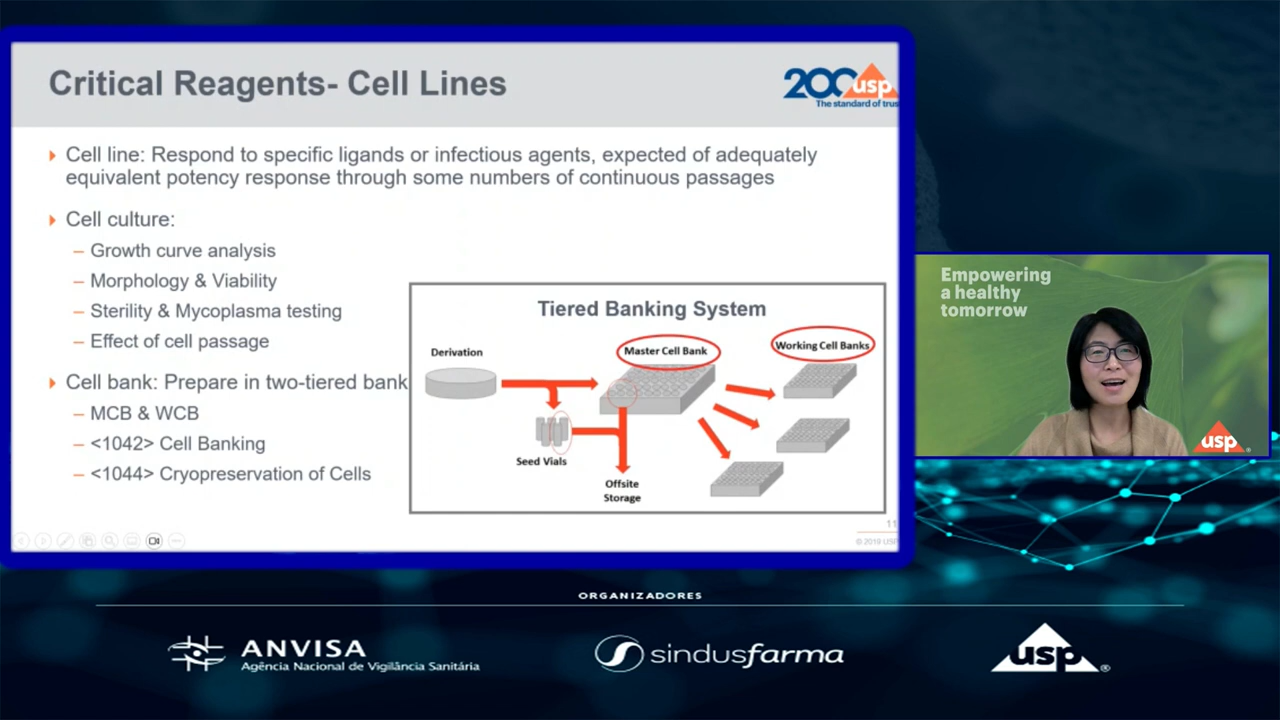 Critical Reagents- Cell Lines
200 usp
The standard of trus
Cell line: Respond to specific ligands or infectious agents, expected of adequately
equivalent potency response through some numbers of continuous passages
Cell culture:
– Growth curve analysis
– Morphology & Viability
– Sterility & Mycoplasma testing
– Effect of cell passage
Cell bank: Prepare in two-tiered bank
– MCB & WCB
– <1042> Cell Banking
– <1044> Cryopreservation of Cells
Tiered Banking System
Derivation
Master Cell Bank
Working Cell Banks
Seed Vials
Offsite
Storage
11
© 2019 USP
Empowering
a healthy
tomorrow
usp
ORGANIZADORES
ANVISA
Agência Nacional de Vigilância Sanitária
sindusfarma
usp®